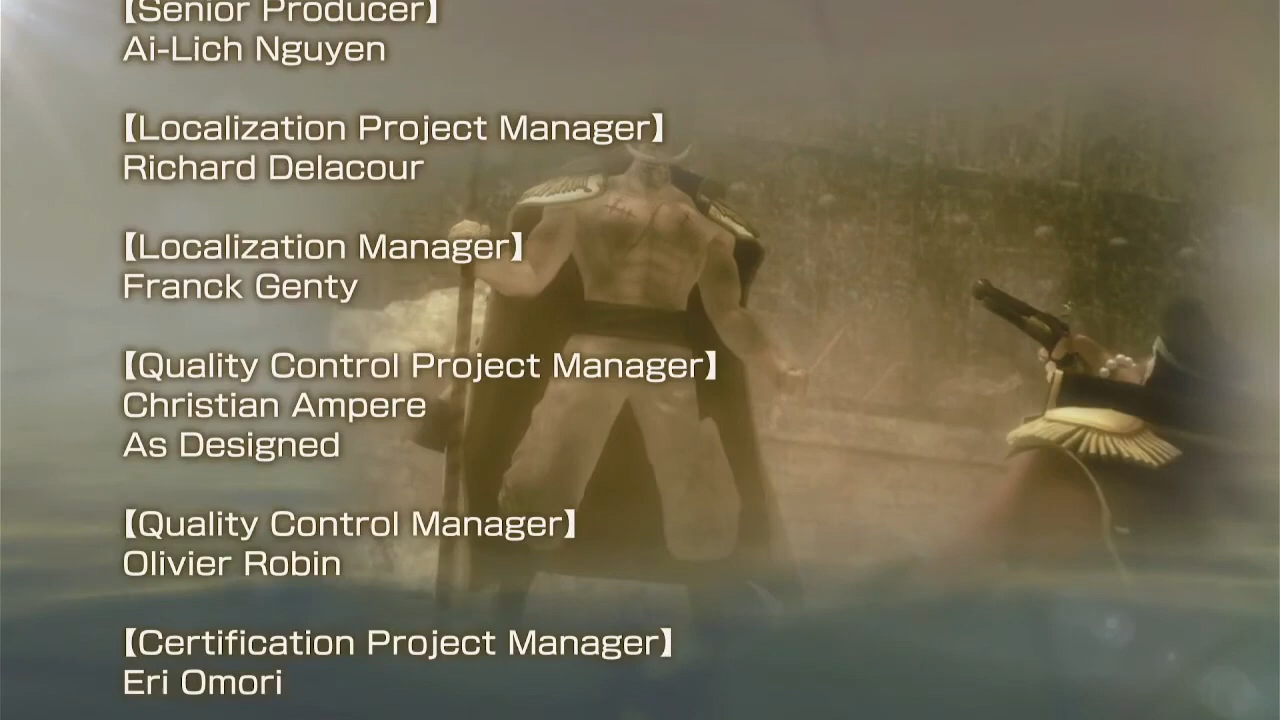 【Senior Producer】
Ai-Lich Nguyen
【Localization Project Manager】
Richard Delacour
【Localization Manager】
Franck Genty
【Quality Control Project Manager】
Christian Ampere
As Designed
【Quality Control Manager】
Olivier Robin
【Certification Project Manager】
Eri Omori